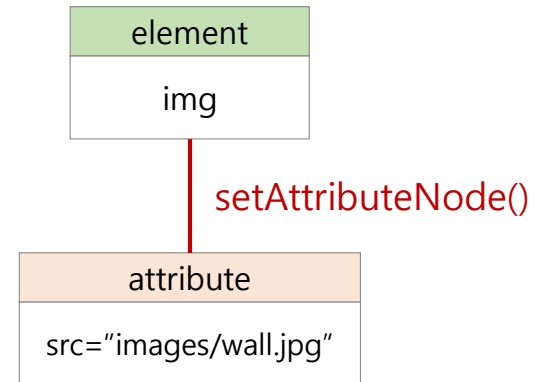 element
img
setAttributeNode()
attribute
src=”images/wall.jpg”